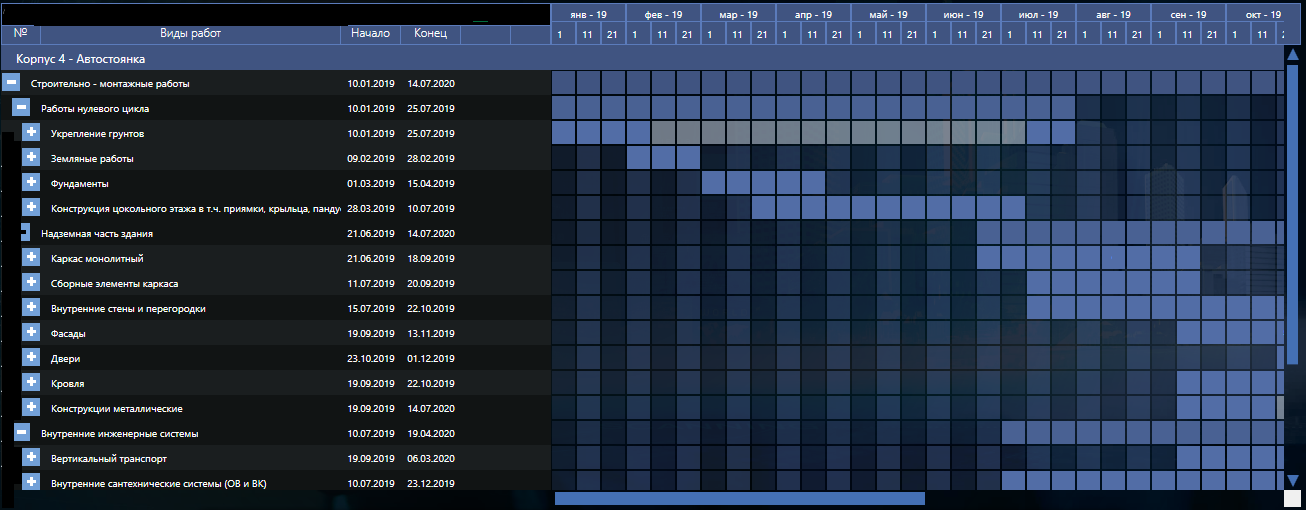 янв - 19 фев - 19 мар - 19 апр - 19 май - 19 июн - 19 июл - 19 авг - 19 сен - 19 окт - 19
№ Виды работ Начало Конец 1 11 21 1 11 21 1 11 21 1 11 21 1 11 21 1 11 21 1 11 21 1 11 21 1 11 21 1 11
Корпус 4 - Автостоянка
Строительно - монтажные работы 10.01.2019 14.07.2020
Работы нулевого цикла 10.01.2019 25.07.2019
Укрепление грунтов 10.01.2019 25.07.2019
Земляные работы 09.02.2019 28.02.2019
Фундаменты 01.03.2019 15.04.2019
Конструкция цокольного этажа в т.ч. приямки, крыльца, панду 28.03.2019 10.07.2019
Надземная часть здания 21.06.2019 14.07.2020
Каркас монолитный 21.06.2019 18.09.2019
Сборные элементы каркаса 11.07.2019 20.09.2019
Внутренние стены и перегородки 15.07.2019 22.10.2019
Фасады 19.09.2019 13.11.2019
Двери 23.10.2019 01.12.2019
Кровля 19.09.2019 22.10.2019
Конструкции металлические 19.09.2019 14.07.2020
Внутренние инженерные системы 10.07.2019 19.04.2020
Вертикальный транспорт 19.09.2019 06.03.2020
Внутренние сантехнические системы (ОВ и ВК) 10.07.2019 23.12.2019